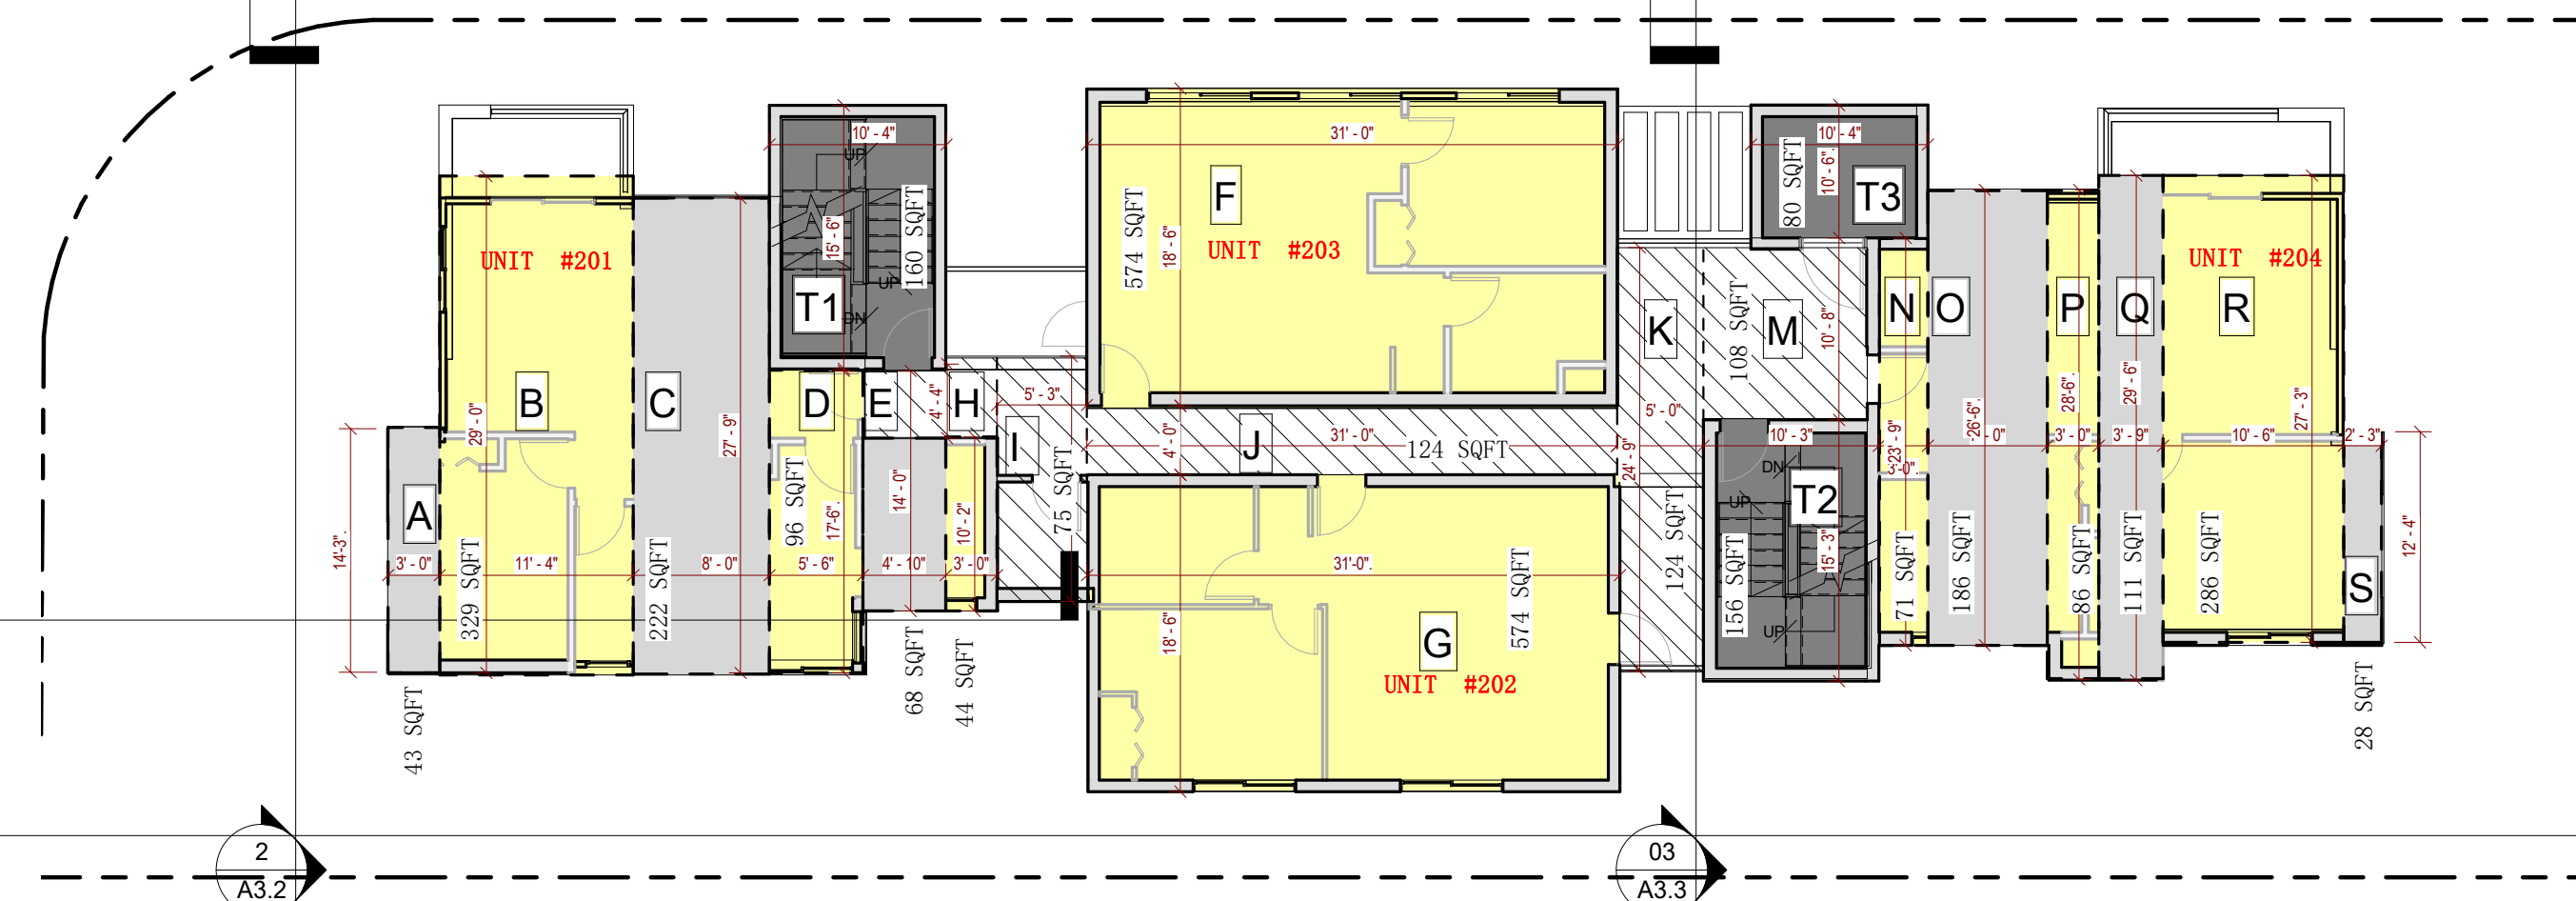 10' - 4"
UP
15' - 6"
160 SQFT
T1
UP
DN
UNIT #201
B
29' - 0"
C
27' - 9"
D
E
4' - 4"
H
5' - 3"
I
75 SQFT
A
14'-3".
3' - 0"
329 SQFT
11' - 4"
222 SQFT
8' - 0"
96 SQFT
17'-6".
5' - 6"
14' - 0"
4' - 10"
10' - 2"
3' - 0"
43 SQFT
68 SQFT
44 SQFT
31' - 0"
F
574 SQFT
18' - 6"
UNIT #203
4' - 0"
J
31' - 0"
124 SQFT
31'-0".
574 SQFT
18' - 6"
G
UNIT #202
K
5' - 0"
24' - 9"
124 SQFT
108 SQFT
M
10' - 8"
80 SQFT
10' - 4"
10' - 6".
T3
10' - 3"
DN
UP
T2
156 SQFT
15' - 3"
UP
N
O
P
Q
R
UNIT #204
23' - 9"
3'-0".
26'-6".
28'-6".
29' - 6"
27' - 3"
3' - 0"
3' - 9"
10' - 6"
2' - 3"
71 SQFT
186 SQFT
86 SQFT
111 SQFT
286 SQFT
S
12' - 4"
28 SQFT
2
A3.2
03
A3.3